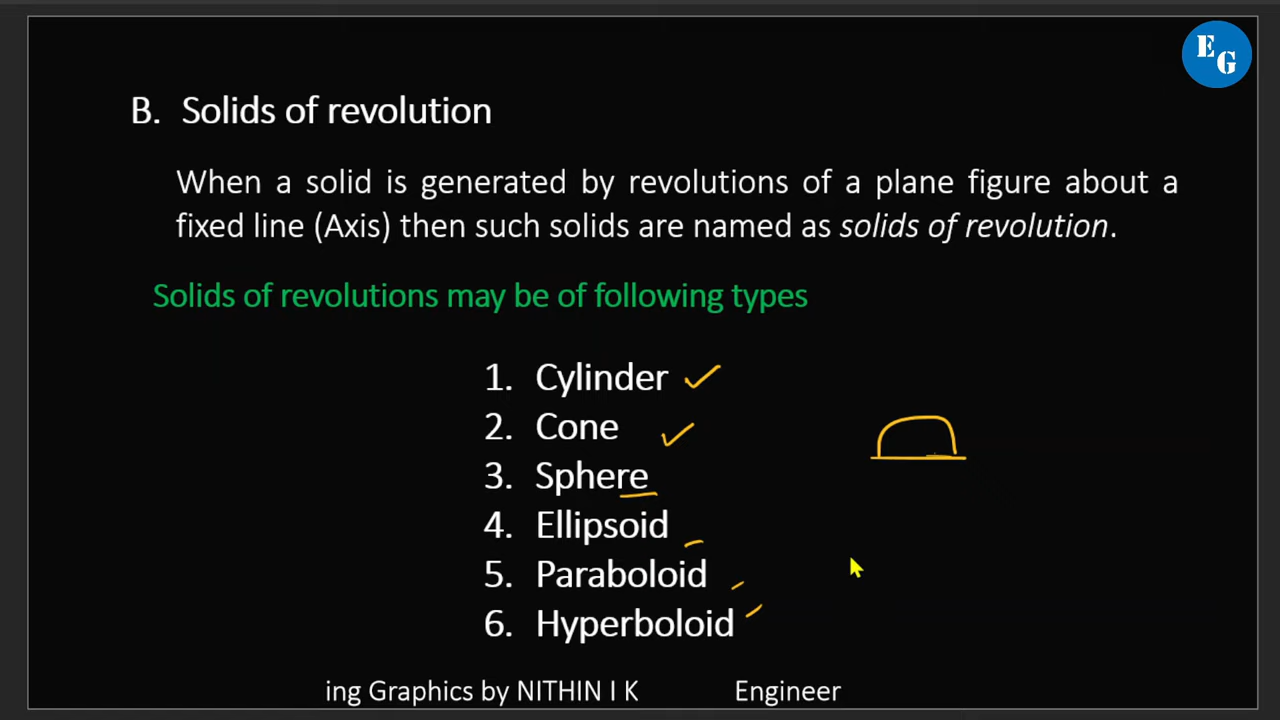 EG
B. Solids of revolution
When a solid is generated by revolutions of a plane figure about a
fixed line (Axis) then such solids are named as solids of revolution.
Solids of revolutions may be of following types
1. Cylinder
2. Cone
3. Sphere
4. Ellipsoid
5. Paraboloid
6. Hyperboloid
ing Graphics by NITHIN I K Engineer